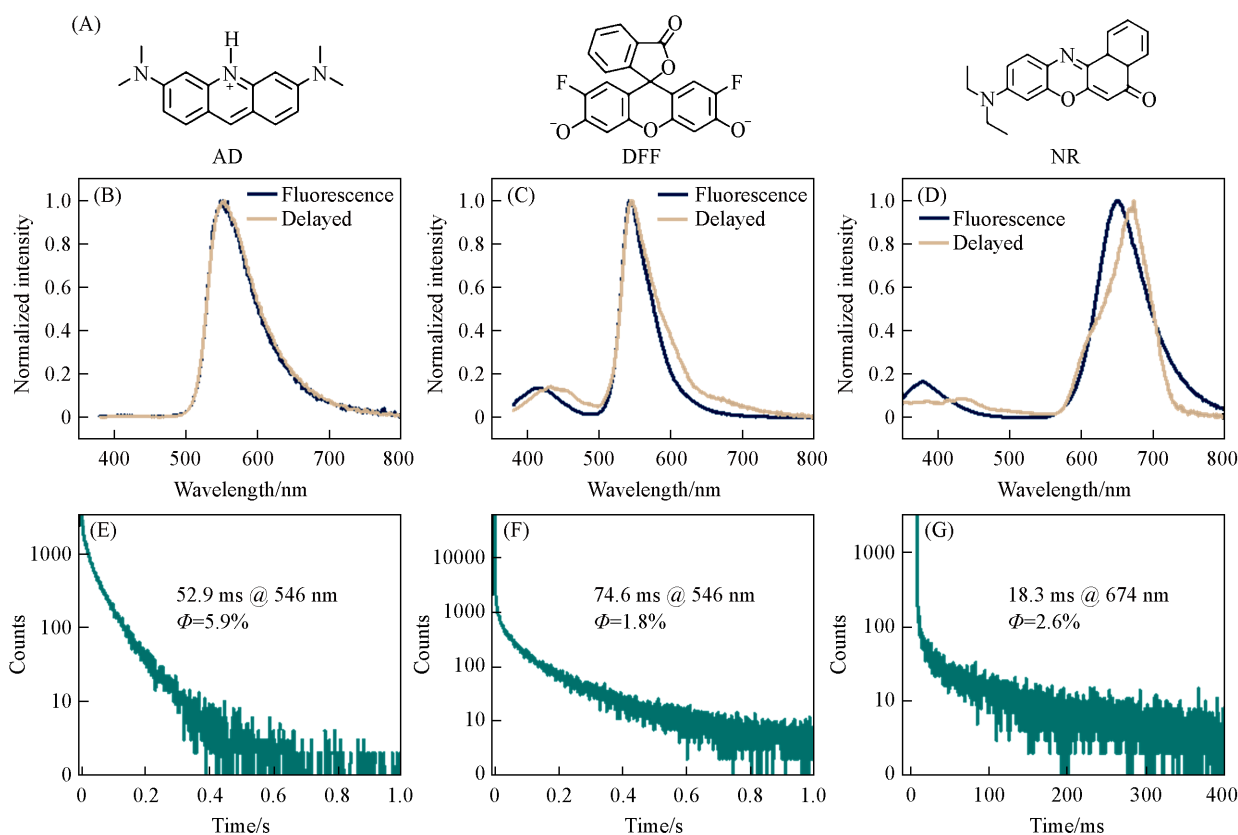 (A)
H
N
N
+
N
AD
O
O
F
F
⁻O
O
O⁻
DFF
N
N
O
O
NR
(B)
Fluorescence
Delayed
1.0
0.8
0.6
0.4
0.2
0
Normalized intensity
400 500 600 700 800
Wavelength/nm
(C)
Fluorescence
Delayed
1.0
0.8
0.6
0.4
0.2
0
Normalized intensity
400 500 600 700 800
Wavelength/nm
(D)
Fluorescence
Delayed
1.0
0.8
0.6
0.4
0.2
0
Normalized intensity
400 500 600 700 800
Wavelength/nm
(E)
52.9 ms @ 546 nm
Φ=5.9%
1000
100
10
0
Counts
0 0.2 0.4 0.6 0.8 1.0
Time/s
(F)
74.6 ms @ 546 nm
Φ=1.8%
10000
1000
100
10
0
Counts
0 0.2 0.4 0.6 0.8 1.0
Time/s
(G)
18.3 ms @ 674 nm
Φ=2.6%
1000
100
10
0
Counts
0 100 200 300 400
Time/ms